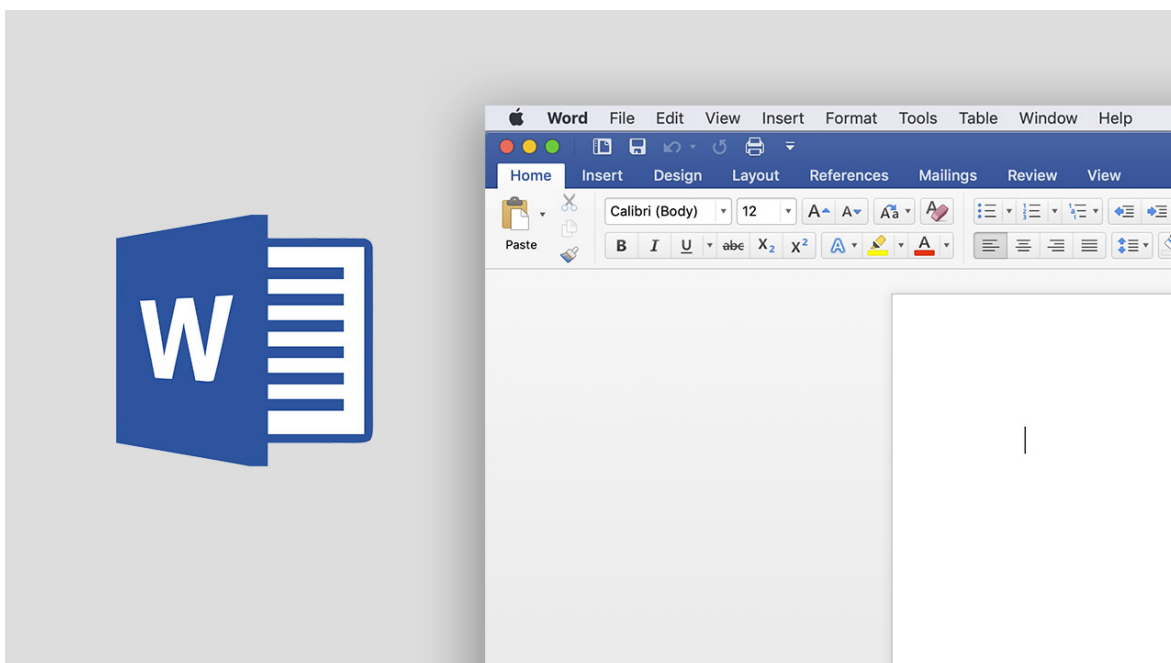 W
Word File Edit View Insert Format Tools Table Window Help
Home Insert Design Layout References Mailings Review View
Calibri (Body) 12 A A Aa A
Paste B I U abc X₂ X² A A